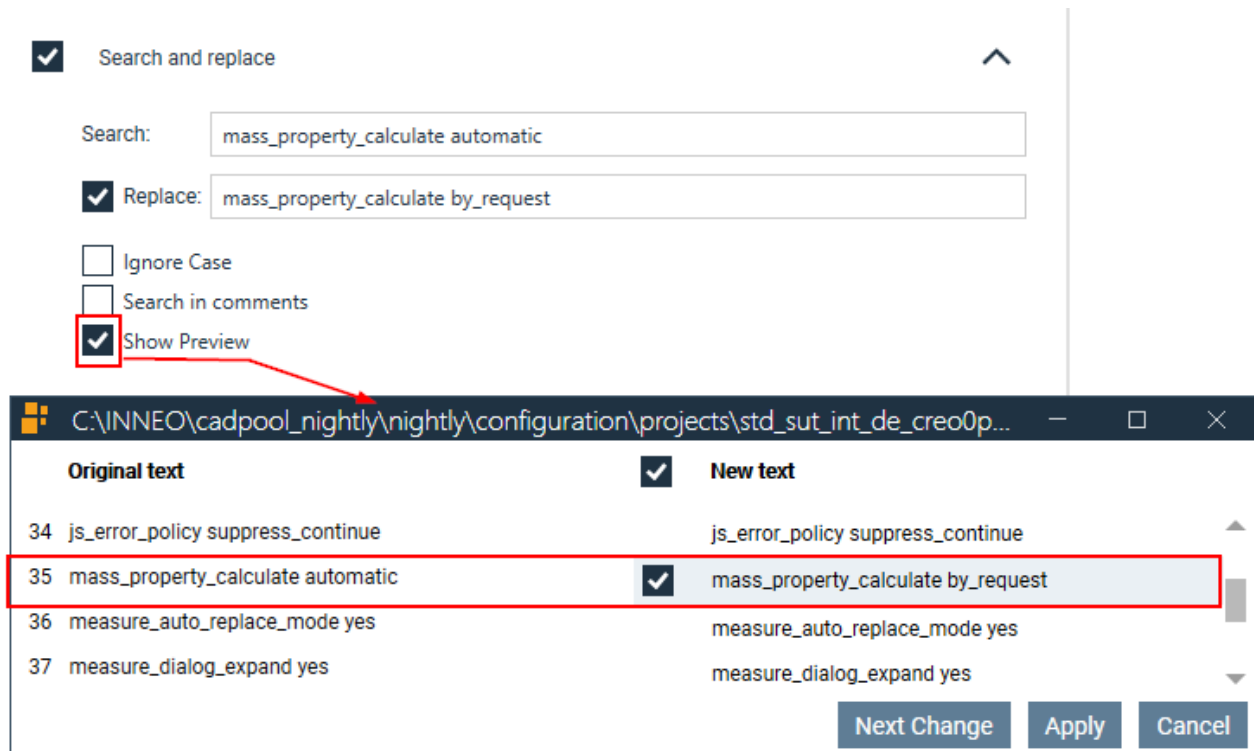 Search and replace
Search: mass_property_calculate automatic
Replace: mass_property_calculate by_request
Ignore Case
Search in comments
Show Preview
C:\INNEO\cadpool_nightly\nightly\configuration\projects\std_sut_int_de_creo0p...
Original text New text
34 js_error_policy suppress_continue js_error_policy suppress_continue
35 mass_property_calculate automatic mass_property_calculate by_request
36 measure_auto_replace_mode yes measure_auto_replace_mode yes
37 measure_dialog_expand yes measure_dialog_expand yes
Next Change Apply Cancel